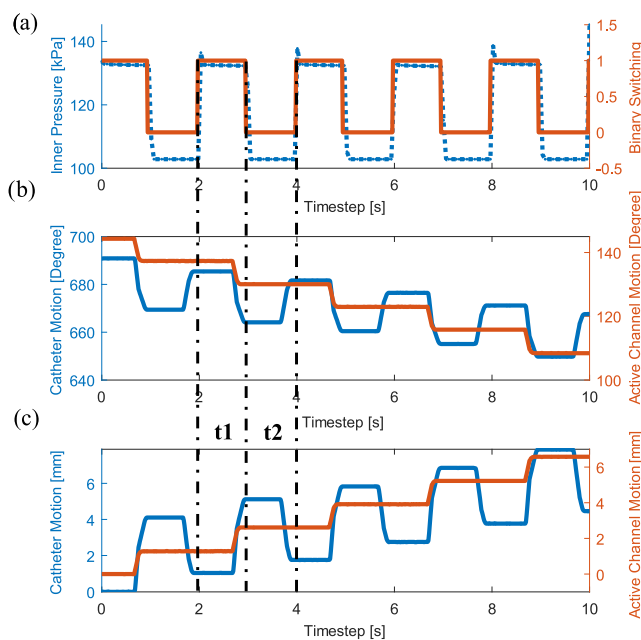 (a)
Inner Pressure [kPa]
140
120
100
1.5
1
0.5
0
-0.5
Binary Switching
0 2 4 6 8 10
Timestep [s]
(b)
Catheter Motion [Degree]
700
680
660
640
140
120
100
Active Channel Motion [Degree]
0 2 4 6 8 10
Timestep [s]
t1 t2
(c)
Catheter Motion [mm]
6
4
2
0
6
4
2
0
Active Channel Motion [mm]
0 2 4 6 8 10
Timestep [s]